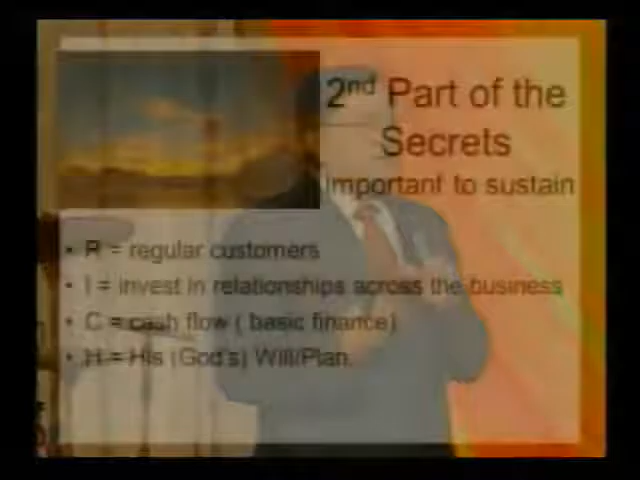 2nd Part of the
Secrets
important to sustain
• R = regular customers
• I = invest in relationships across the business
• C = cash flow ( basic finance)
• H = His (God's) Will/Plan.